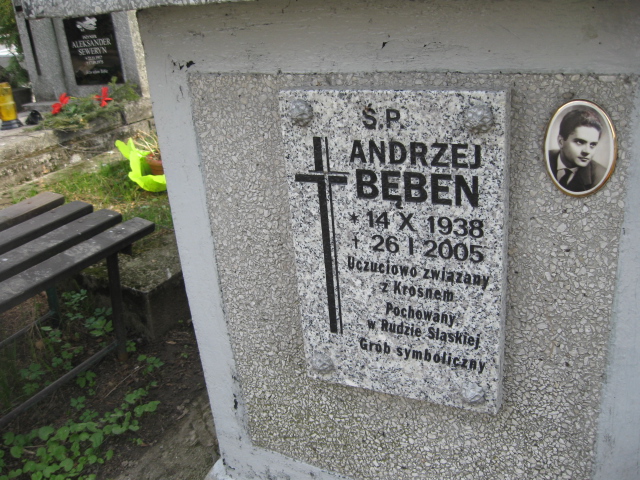 ALEKSANDER
SEWERYN
Ś.P.
ANDRZEJ
BĘBEN
* 14 X 1938
† 26 I 2005
Uczuciowo związany
z Krosnem
Pochowany
w Rudzie Śląskiej
Grób symboliczny